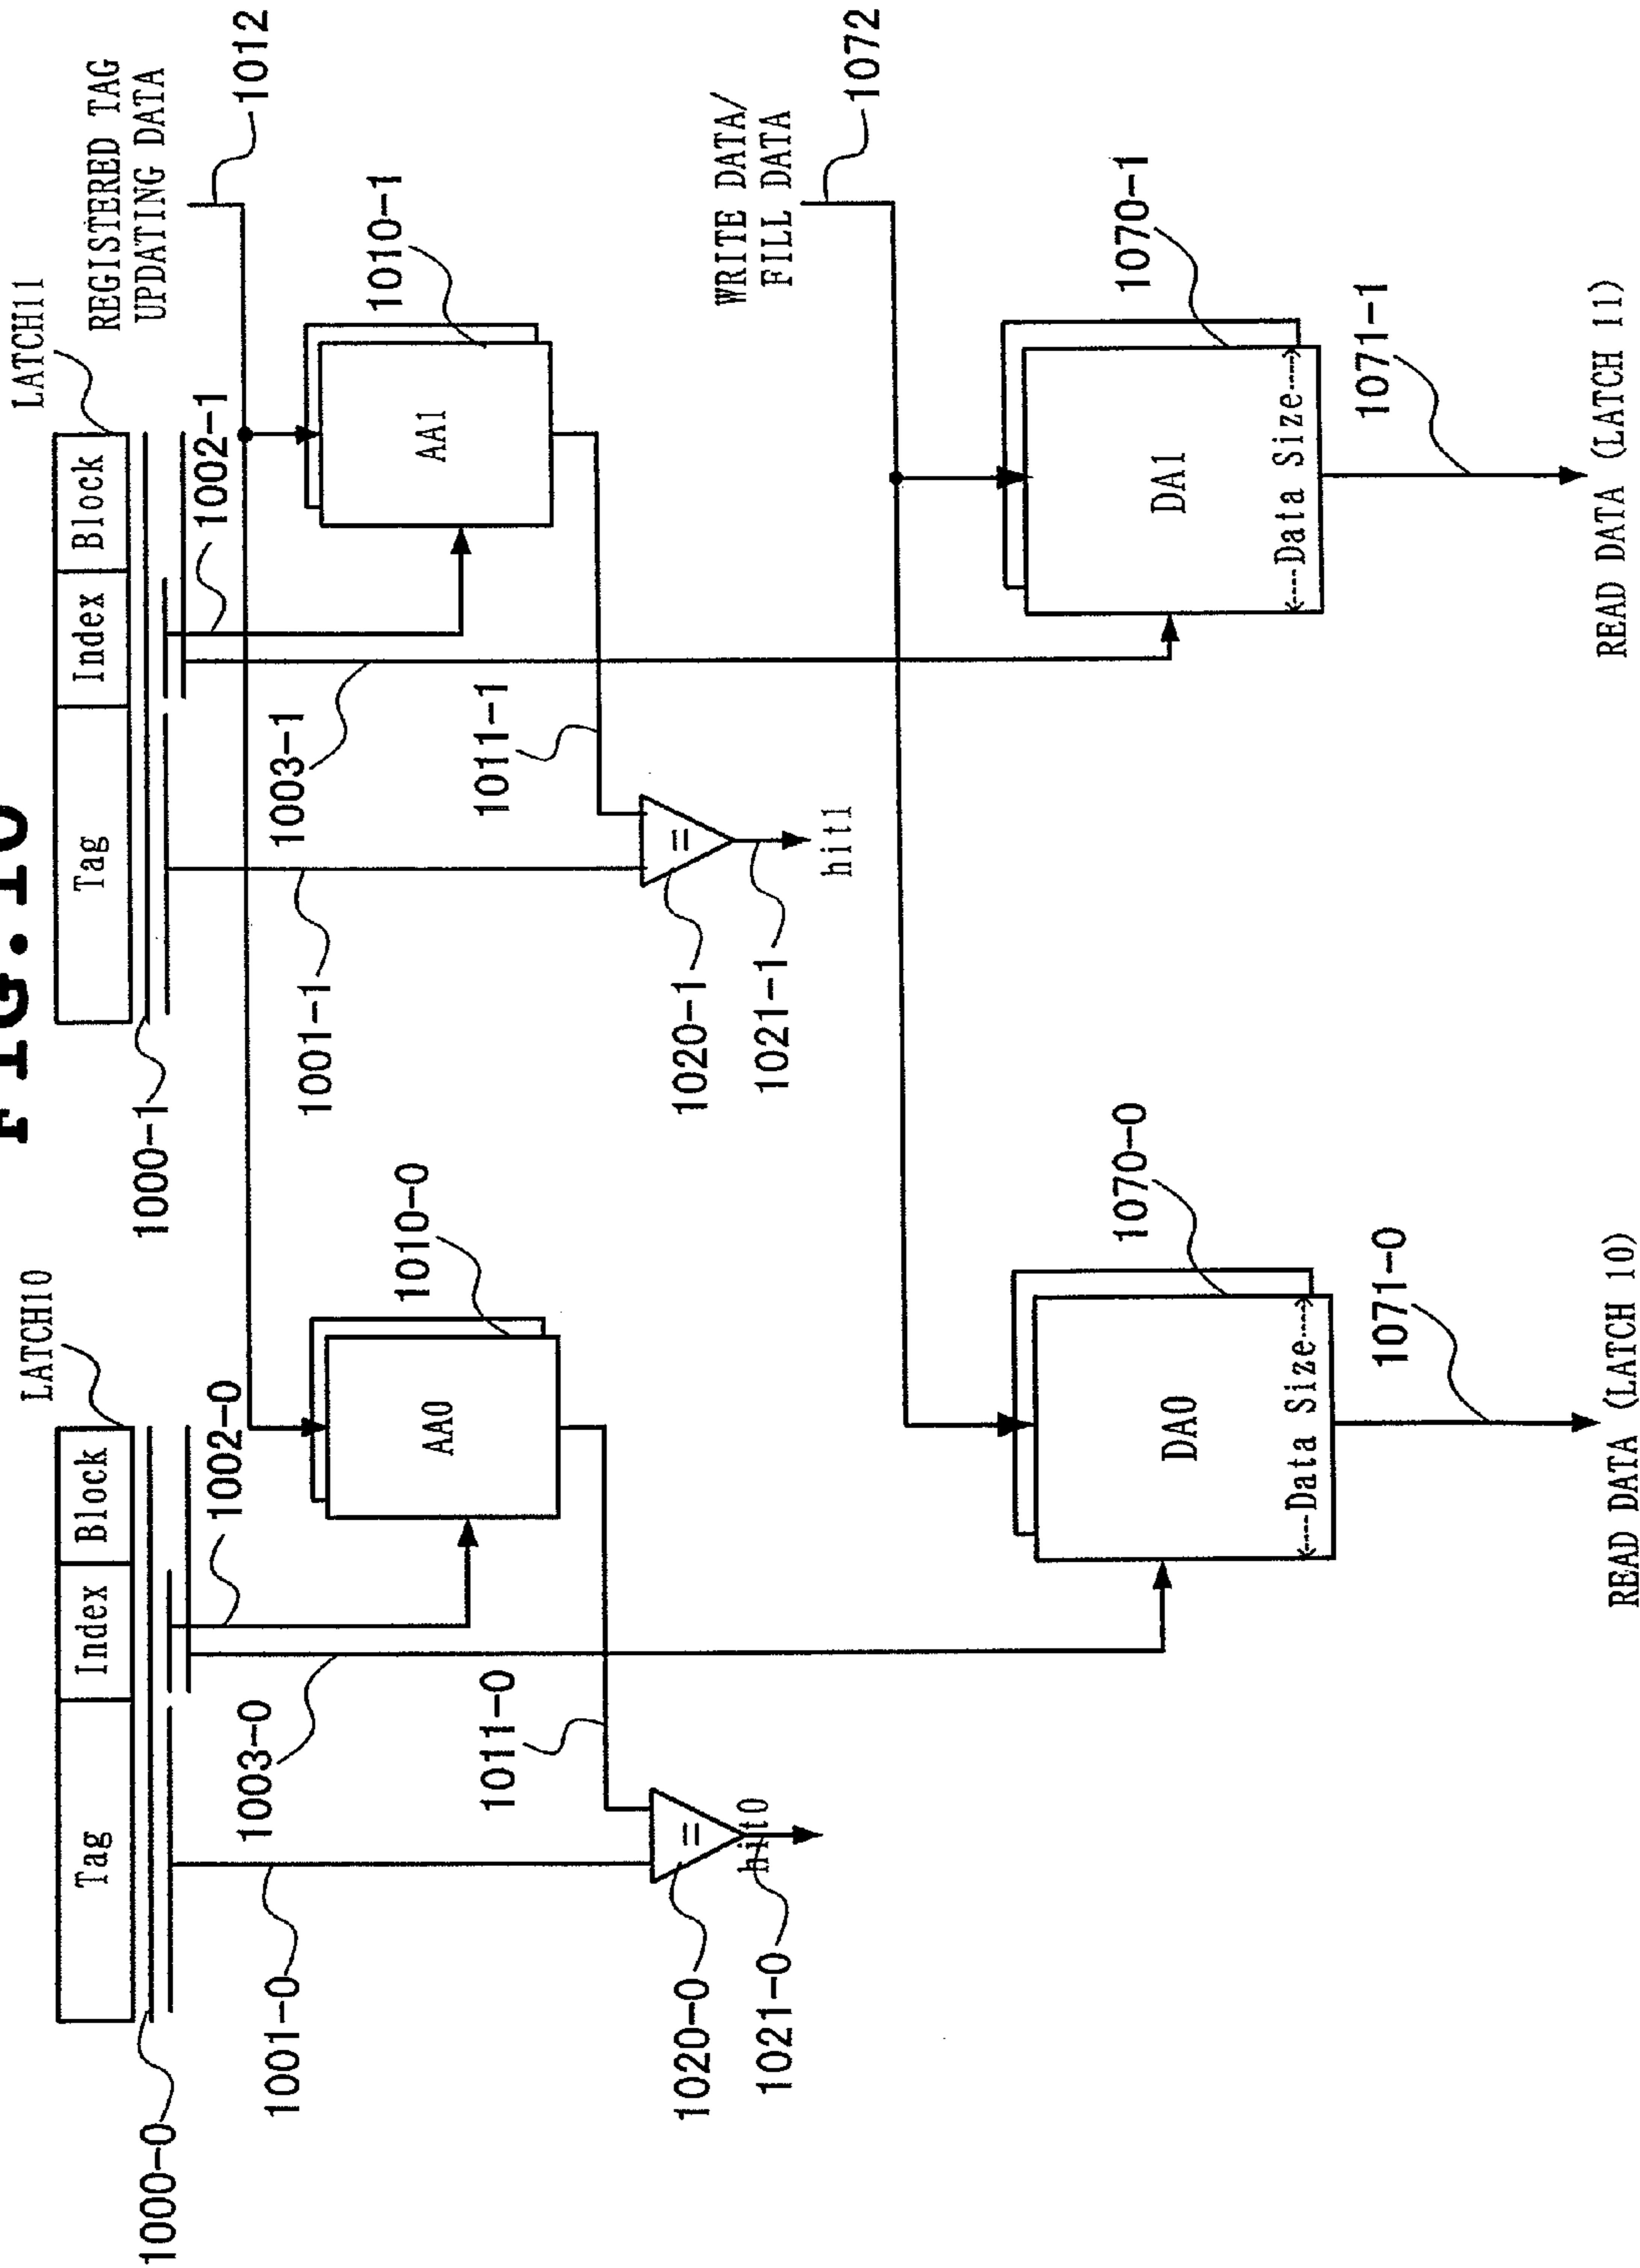 FIG.10
LATCH10
LATCH11
REGISTERED TAG
UPDATING DATA
Tag Index Block
Tag Index Block
1000-0
1000-1
1012
1002-0
1002-1
1001-0
1003-0
1001-1
1003-1
1010-0
1010-1
AA0
AA1
1011-0
1011-1
=
=
1020-0
1020-1
hit0
1021-0
1021-1
hit1
WRITE DATA/
FILL DATA
1072
1070-0
1070-1
DA0
DA1
<----Data Size---->
<---Data Size---->
1071-0
1071-1
READ DATA (LATCH 10)
READ DATA (LATCH 11)